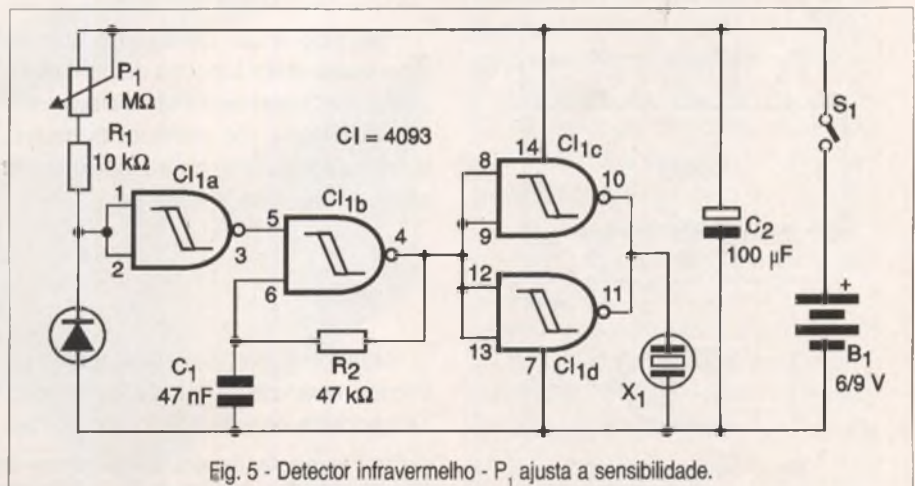 P1
1 MΩ
R1
10 kΩ
CI = 4093
CI1a
1
2
3
CI1b
5
6
4
CI1c
14
8
9
10
12
13
11
7
CI1d
C1
47 nF
R2
47 kΩ
X1
C2
100 µF
S1
+
B1
6/9 V
Fig. 5 - Detector infravermelho - P1 ajusta a sensibilidade.